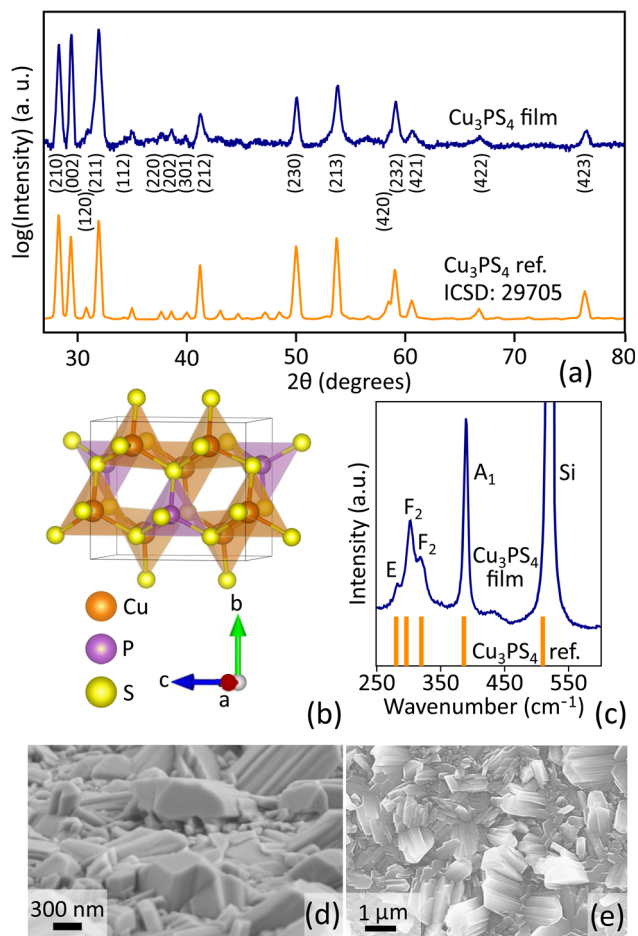 log(Intensity) (a. u.)
Cu₃PS₄ film
(210)
(002)
(120)
(211)
(112)
(220)
(202)
(301)
(212)
(230)
(213)
(420)
(232)
(421)
(422)
(423)
Cu₃PS₄ ref.
ICSD: 29705
30 40 50 60 70 80
2θ (degrees)
(a)
Cu
P
S
b
c
a
(b)
Intensity (a.u.)
A₁
Si
F₂
F₂
E
Cu₃PS₄
film
Cu₃PS₄ ref.
250 350 450 550
Wavenumber (cm⁻¹)
(c)
300 nm
(d)
1 μm
(e)